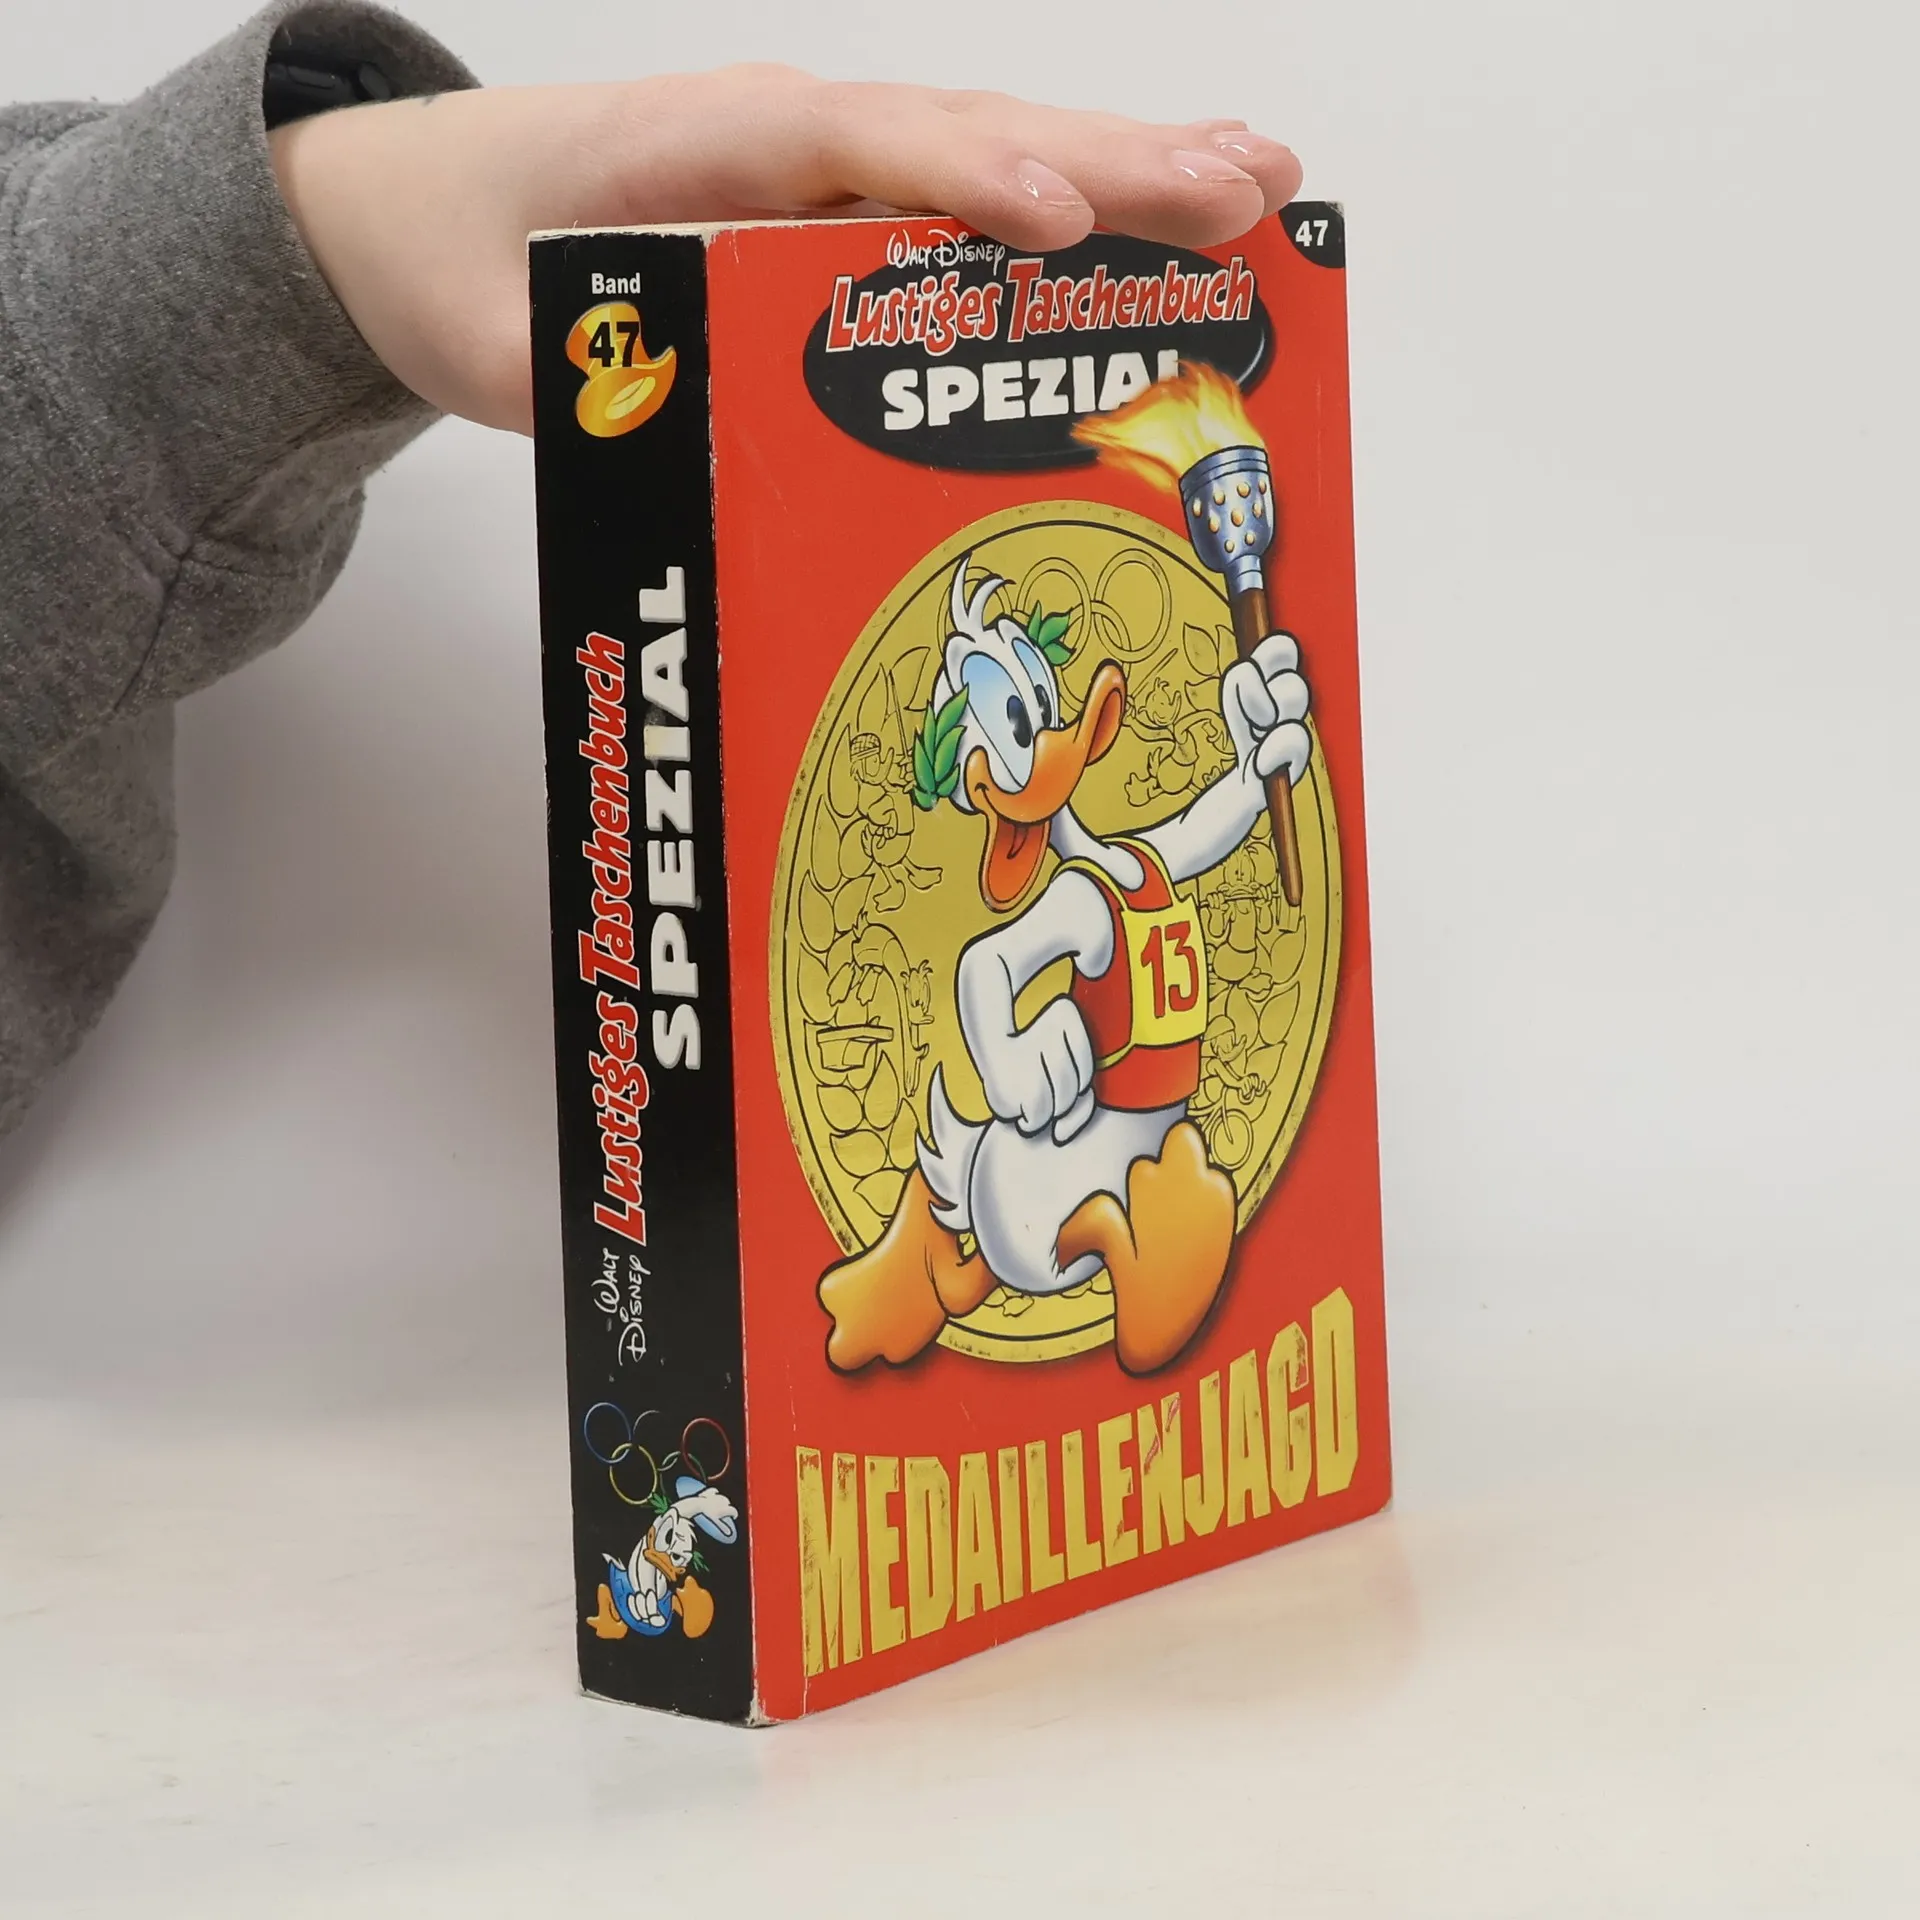 Band
47
Walt Disney
Lustiges Taschenbuch
SPEZIAL
47
WALT DISNEY
Lustiges Taschenbuch
SPEZIAL
13
MEDAILLENJAGD